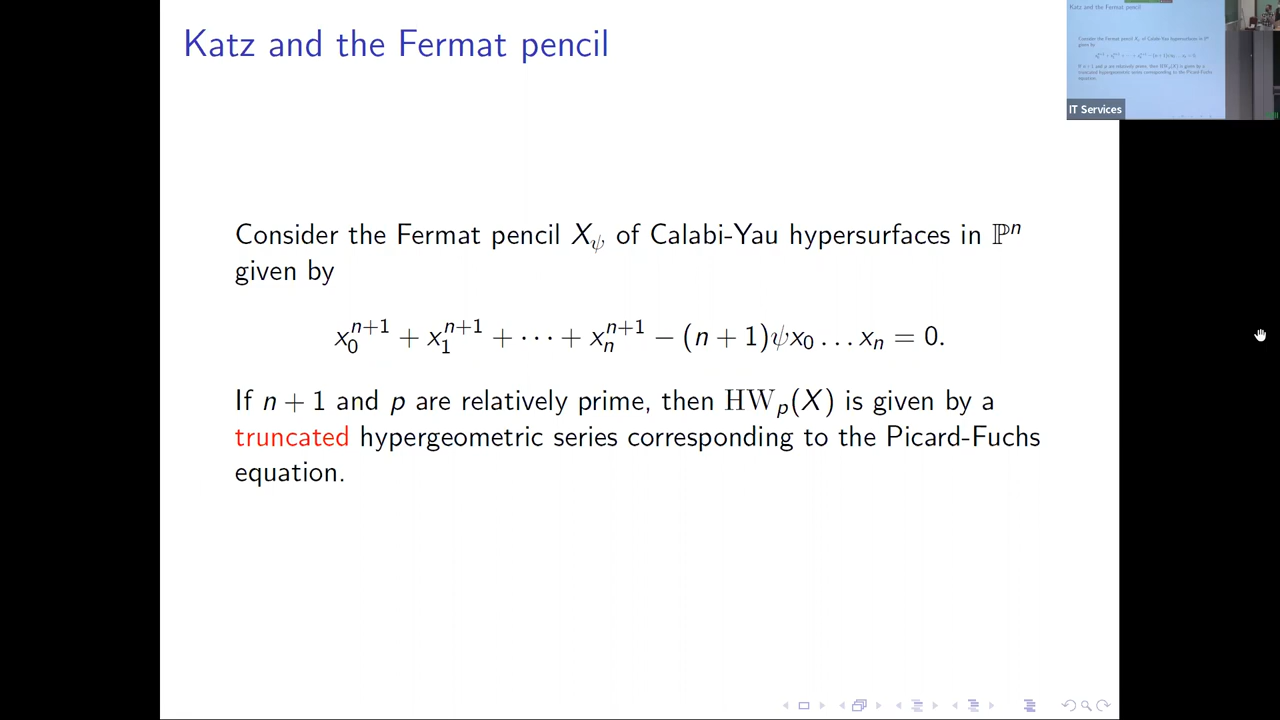 Katz and the Fermat pencil
IT Services
Consider the Fermat pencil X_ψ of Calabi-Yau hypersurfaces in ℙ^n
given by
x_0^{n+1} + x_1^{n+1} + ⋯ + x_n^{n+1} − (n + 1)ψx_0 … x_n = 0.
If n + 1 and p are relatively prime, then HW_p(X) is given by a
truncated hypergeometric series corresponding to the Picard-Fuchs
equation.